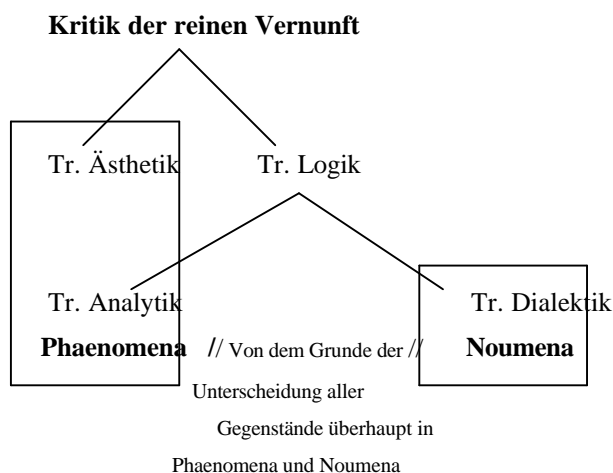 Kritik der reinen Vernunft
Tr. Ästhetik Tr. Logik
Tr. Analytik Tr. Dialektik
Phaenomena // Von dem Grunde der // Noumena
Unterscheidung aller
Gegenstände überhaupt in
Phaenomena und Noumena